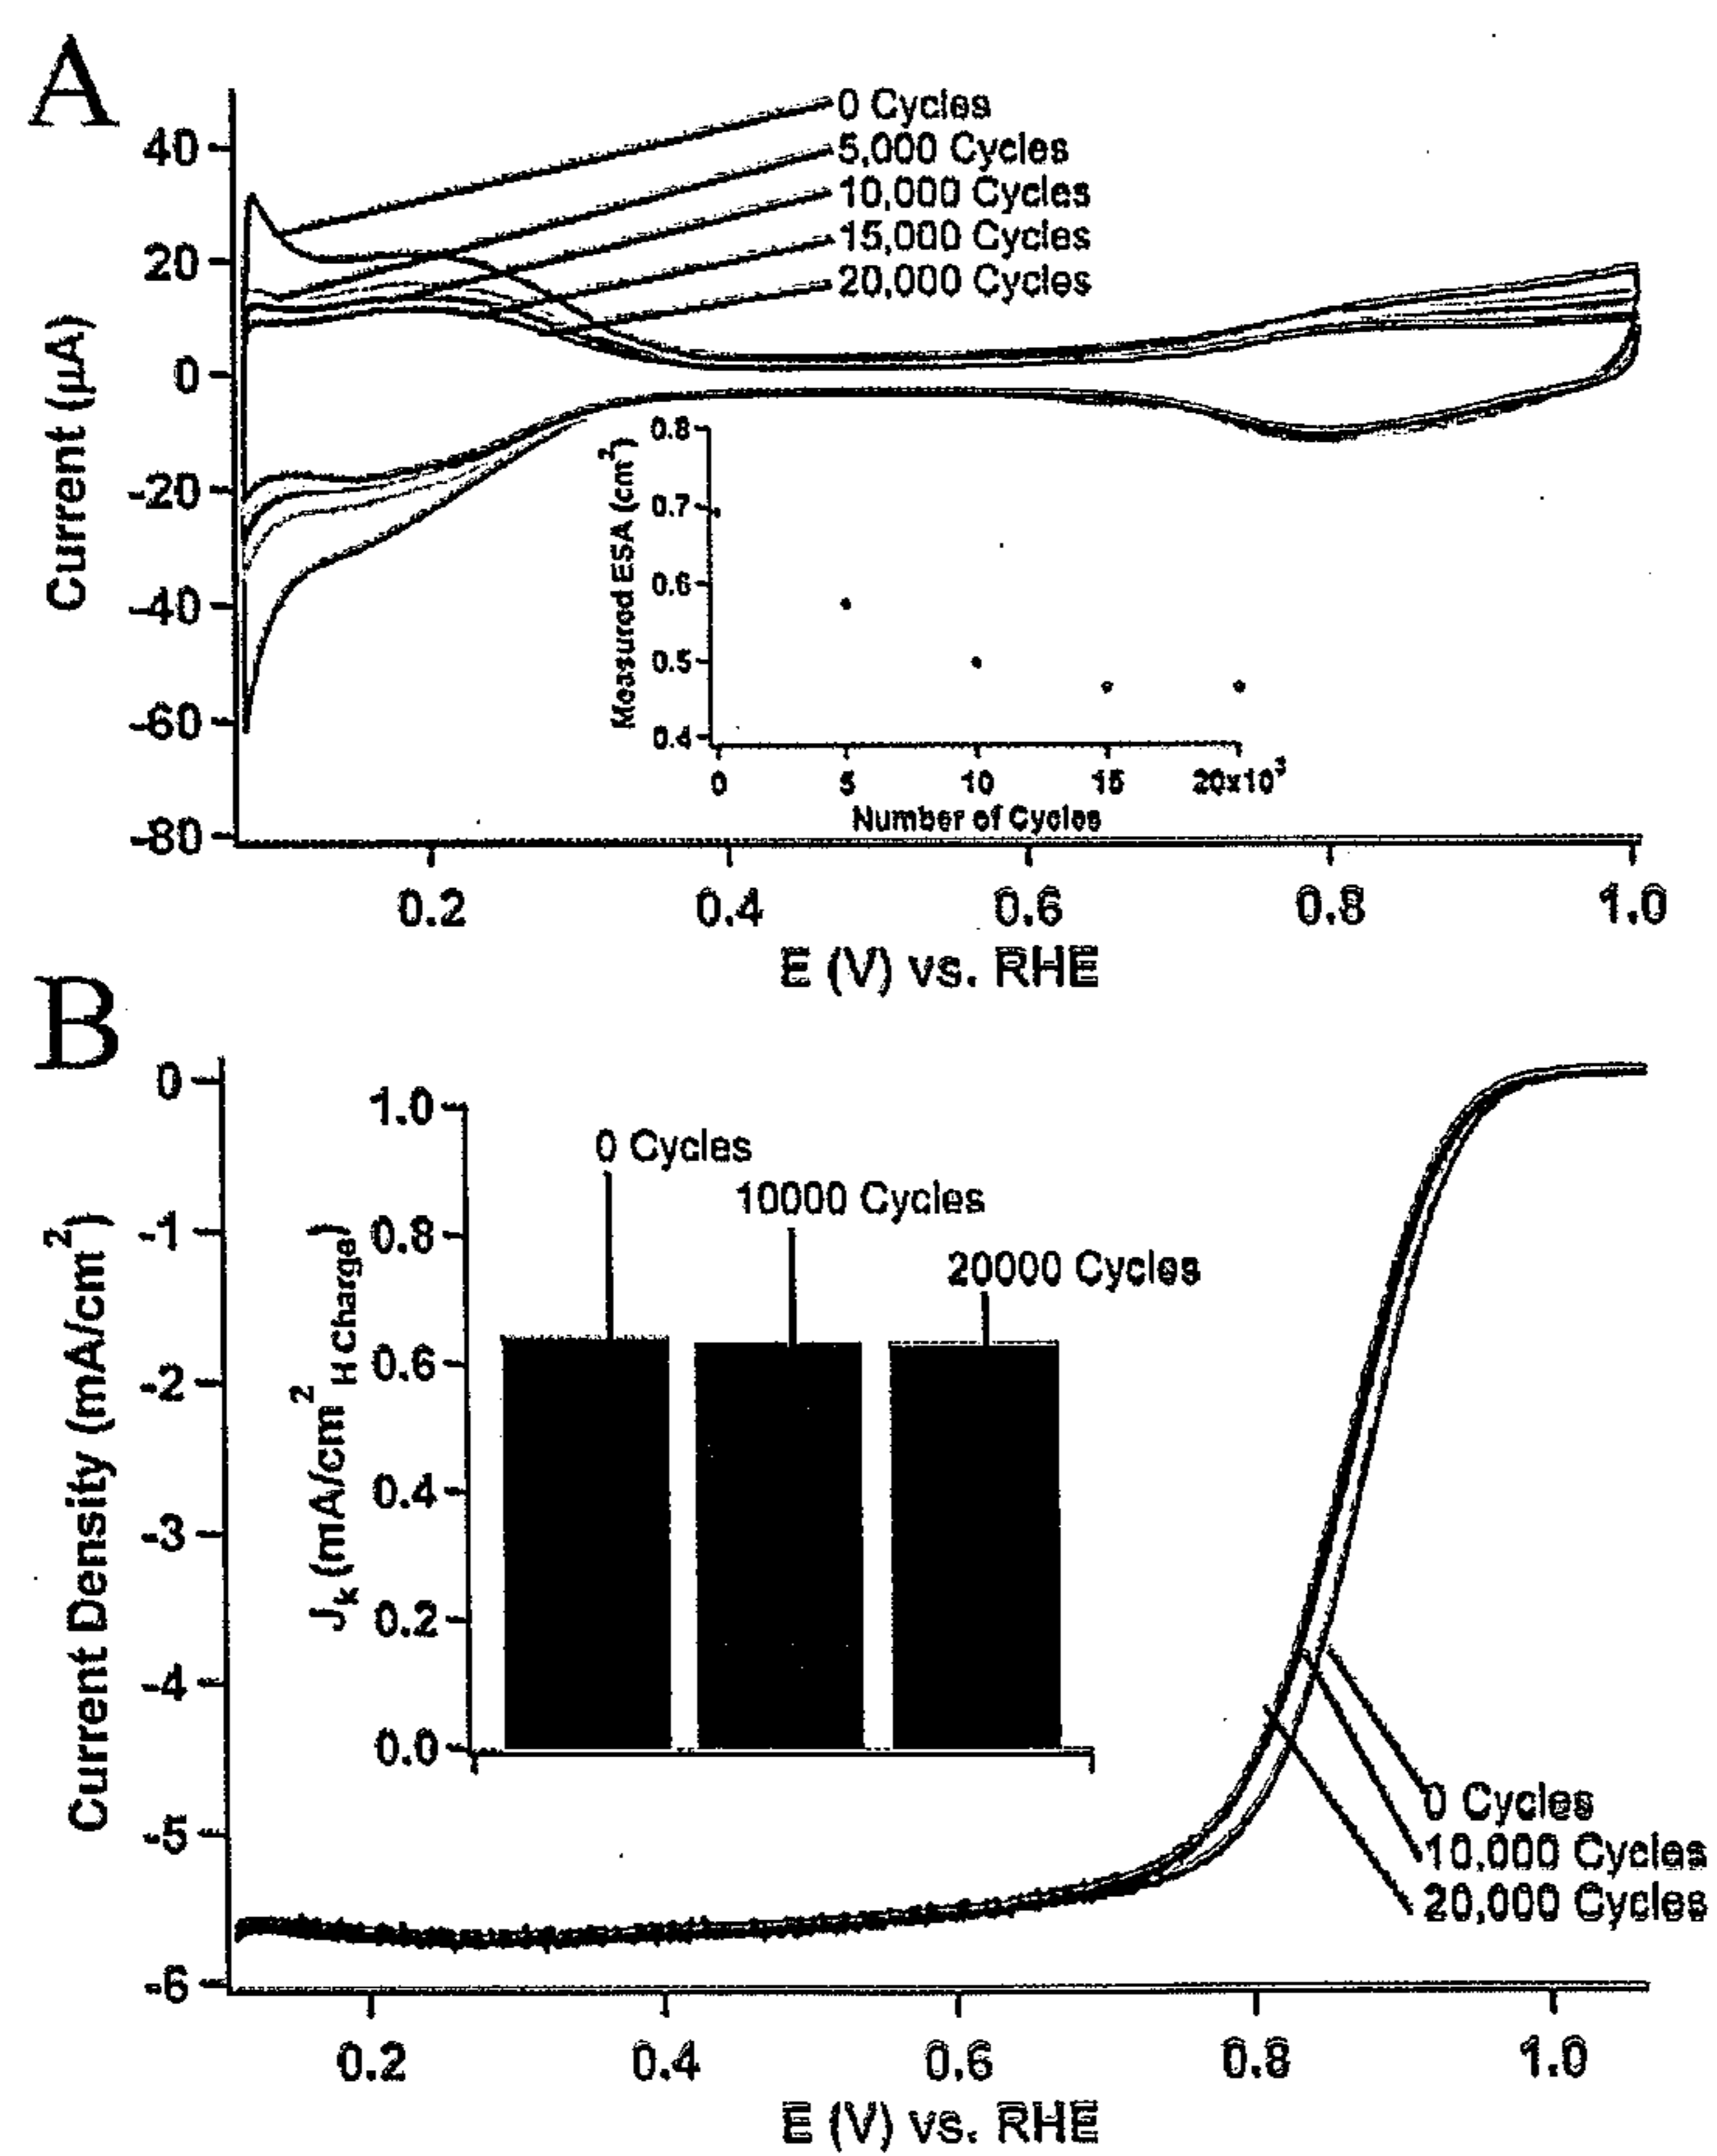 A
0 Cycles
5,000 Cycles
10,000 Cycles
15,000 Cycles
20,000 Cycles
40
20
0
-20
-40
-60
-80
Current (µA)
0.8
0.7
0.6
0.5
0.4
Measured ESA (cm²)
0 5 10 15 20x10³
Number of Cycles
0.2 0.4 0.6 0.8 1.0
E (V) vs. RHE
B
0
-1
-2
-3
-4
-5
-6
Current Density (mA/cm²)
1.0
0.8
0.6
0.4
0.2
0.0
Jk (mA/cm² H Charge)
0 Cycles
10000 Cycles
20000 Cycles
0 Cycles
10,000 Cycles
20,000 Cycles
0.2 0.4 0.6 0.8 1.0
E (V) vs. RHE